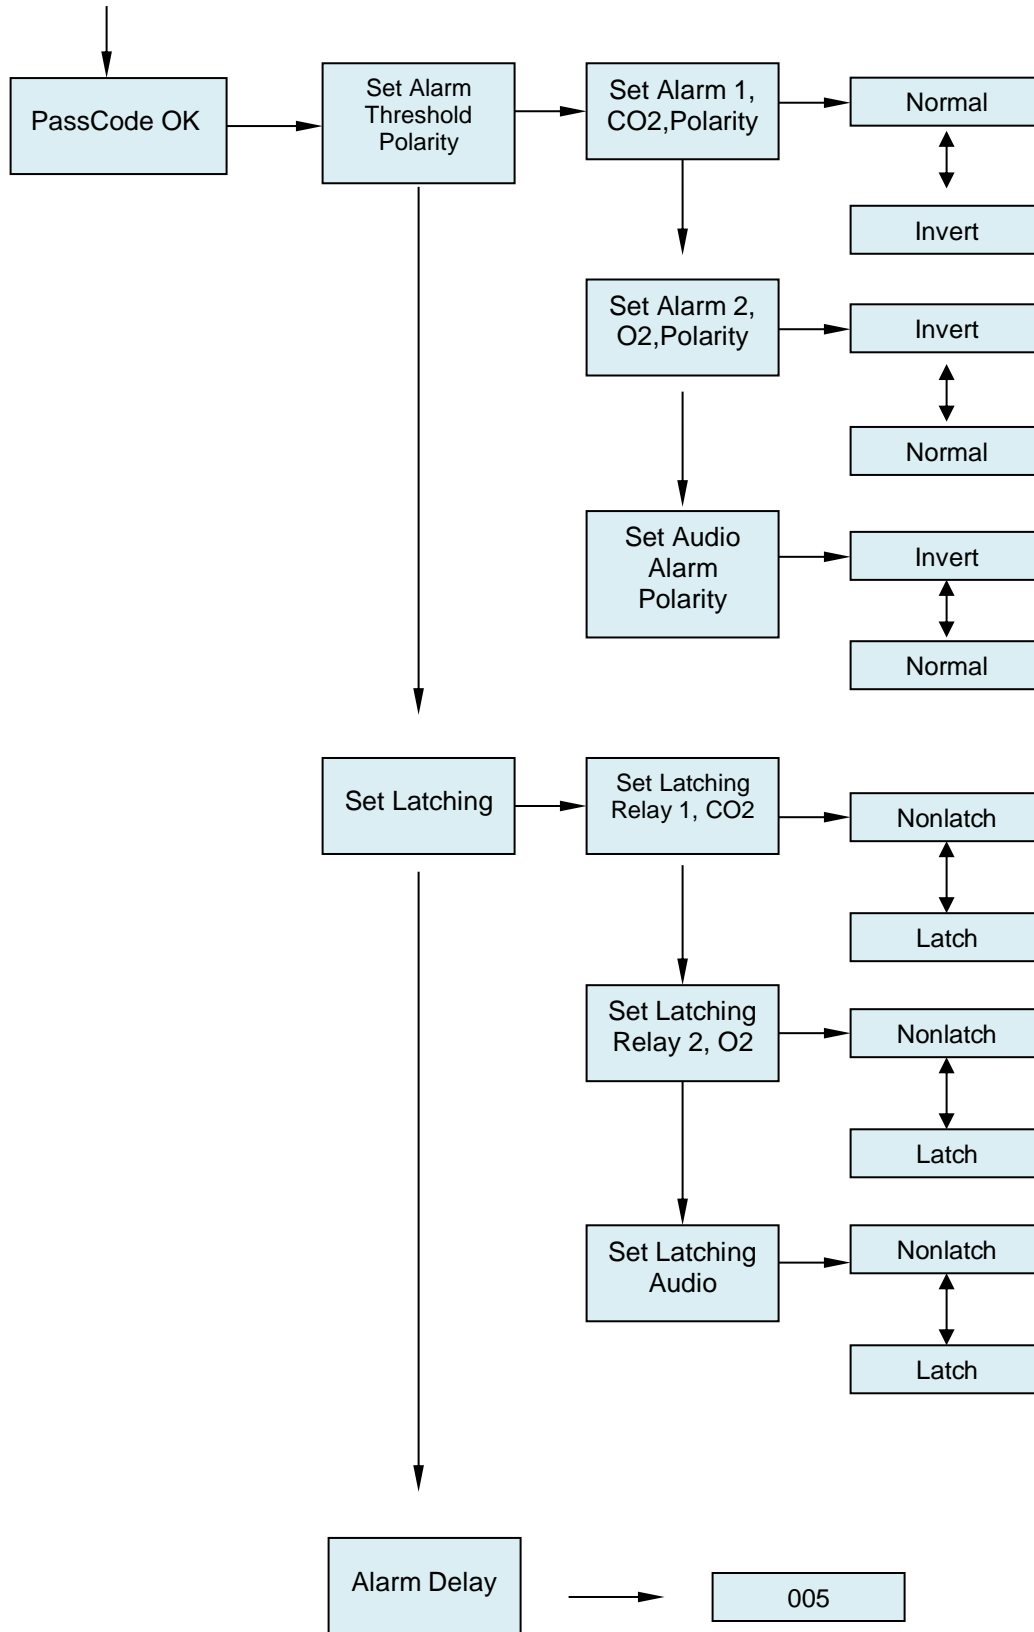 PassCode OK
Set Alarm
Threshold
Polarity
Set Alarm 1,
CO2,Polarity
Normal
Invert
Set Alarm 2,
O2,Polarity
Invert
Normal
Set Audio
Alarm
Polarity
Invert
Normal
Set Latching
Set Latching
Relay 1, CO2
Nonlatch
Latch
Set Latching
Relay 2, O2
Nonlatch
Latch
Set Latching
Audio
Nonlatch
Latch
Alarm Delay
005